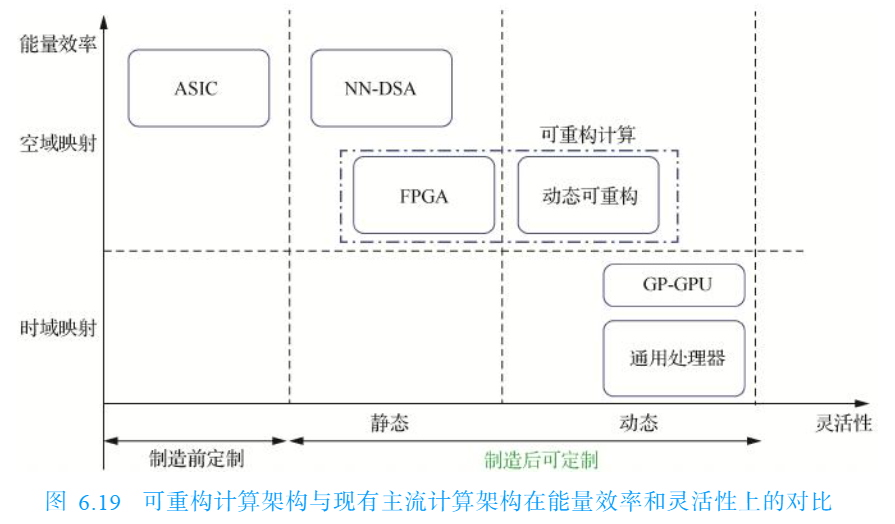 能量效率
ASIC
NN-DSA
空域映射
可重构计算
FPGA
动态可重构
GP-GPU
时域映射
通用处理器
静态
动态
灵活性
制造前定制
制造后可定制
图 6.19 可重构计算架构与现有主流计算架构在能量效率和灵活性上的对比